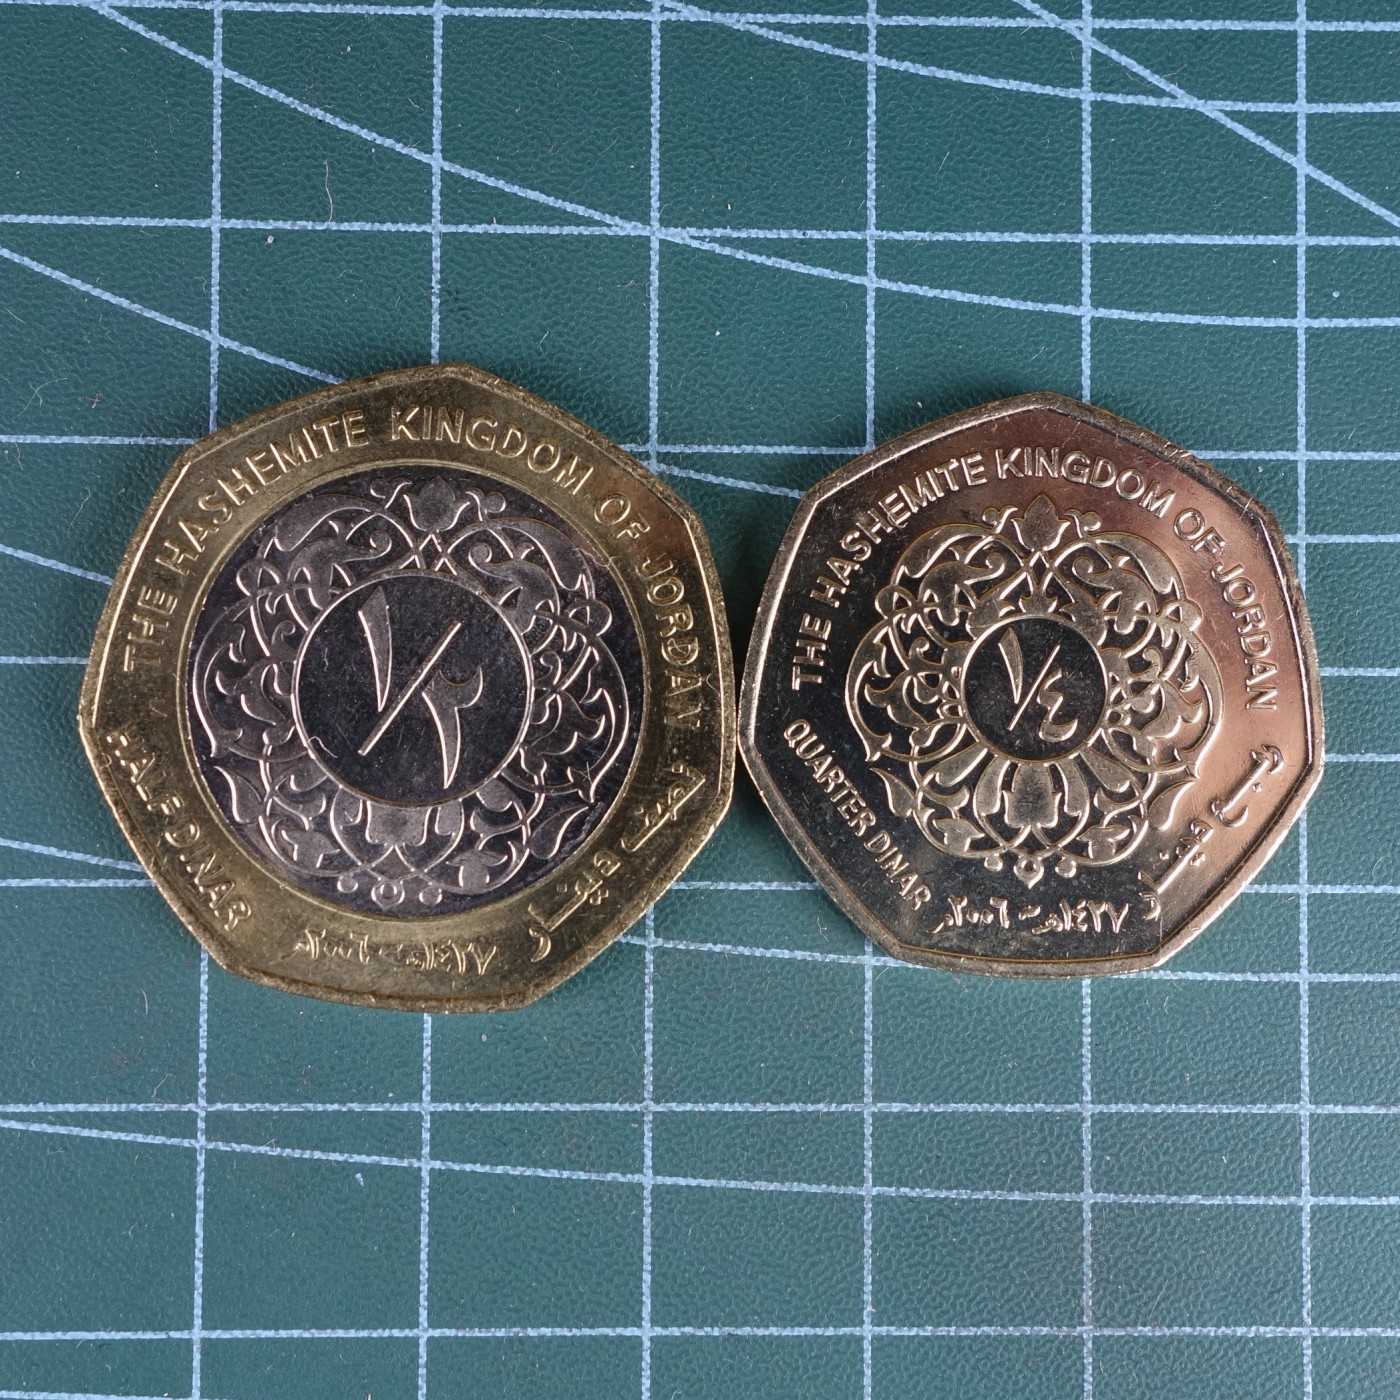 THE HASHEMITE KINGDOM OF JORDAN
١/٢
HALF DINAR
١٤٢٧هـ - ٢٠٠٦م
نصف دينار
THE HASHEMITE KINGDOM OF JORDAN
١/٤
QUARTER DINAR
١٤٢٧هـ - ٢٠٠٦م
ربع دينار